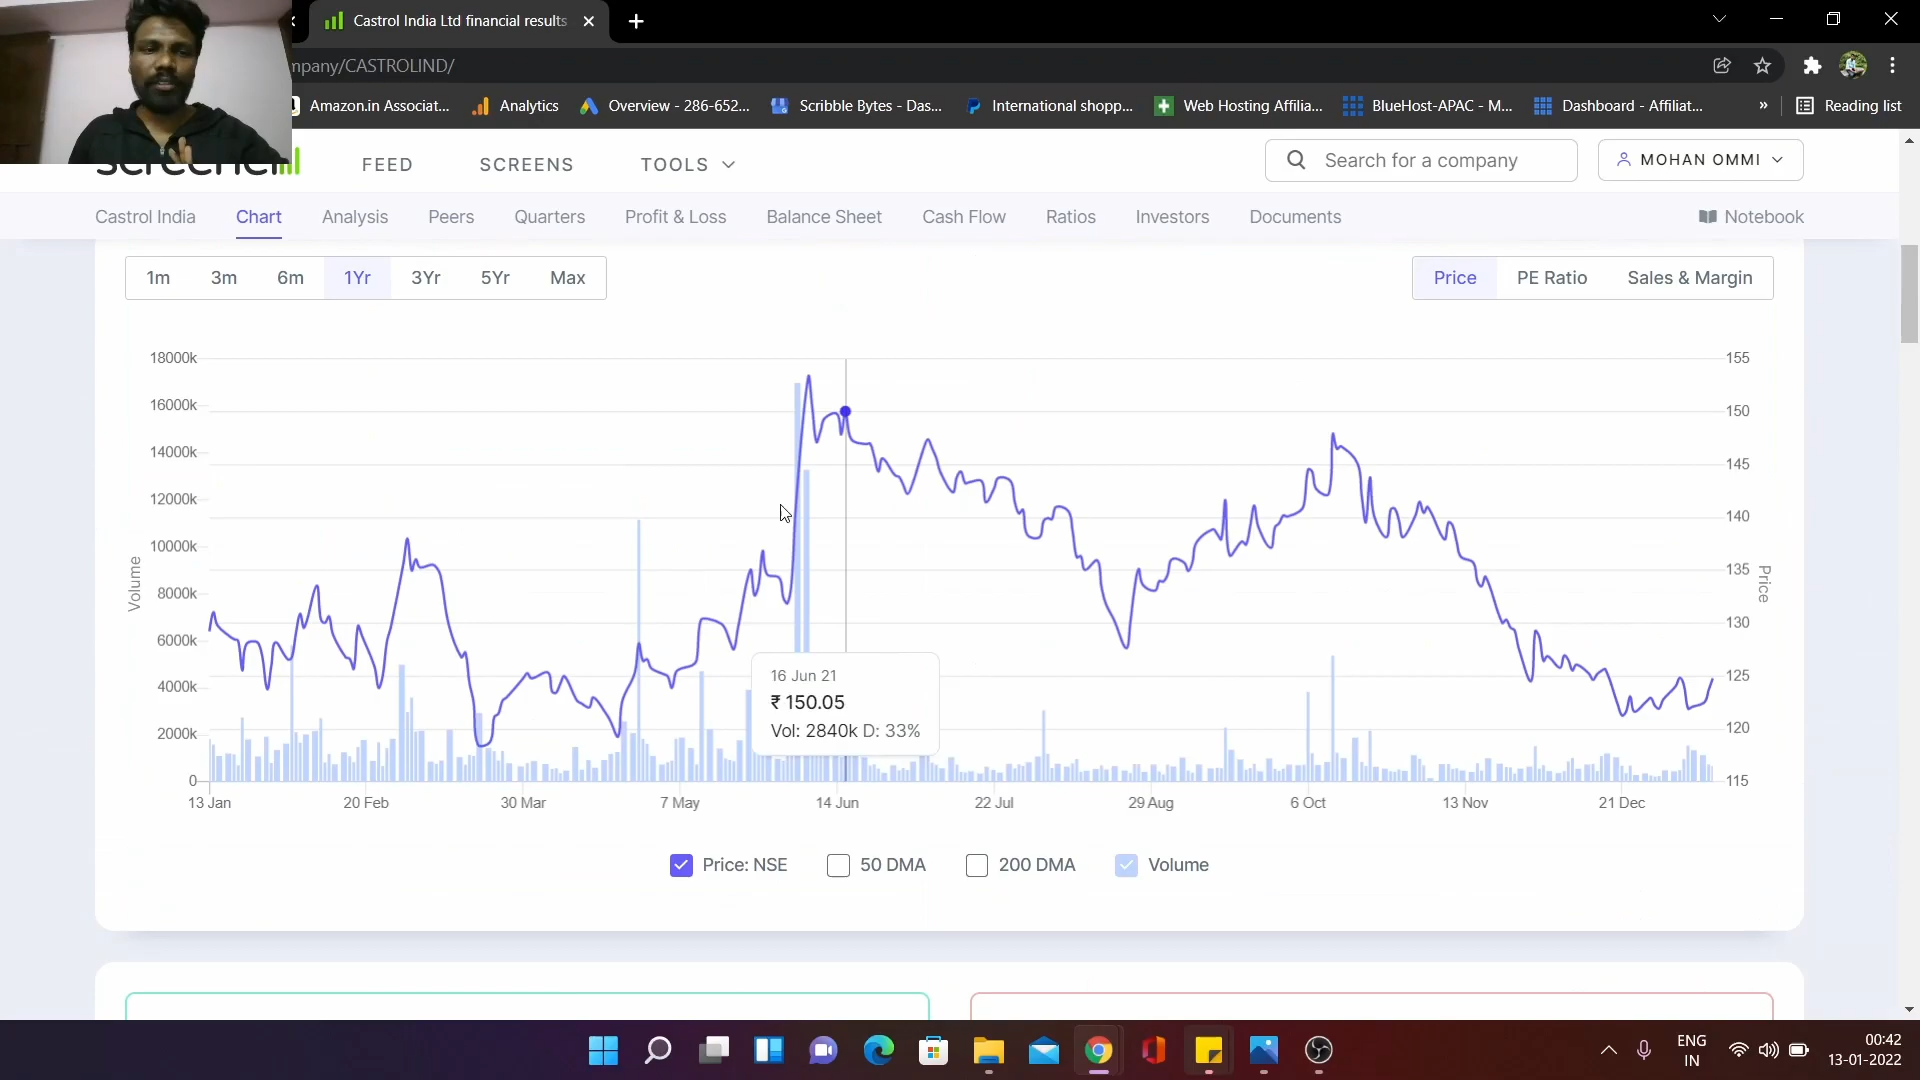 Castrol India Ltd financial results
mpany/CASTROLIND/
Amazon.in Associat...
Analytics
Overview - 286-652...
Scribble Bytes - Das...
International shopp...
Web Hosting Affilia...
BlueHost-APAC - M...
Dashboard - Affiliat...
»
Reading list
FEED
SCREENS
TOOLS
Search for a company
MOHAN OMMI
Castrol India
Chart
Analysis
Peers
Quarters
Profit & Loss
Balance Sheet
Cash Flow
Ratios
Investors
Documents
Notebook
1m
3m
6m
1Yr
3Yr
5Yr
Max
Price
PE Ratio
Sales & Margin
18000k
16000k
14000k
12000k
10000k
8000k
6000k
4000k
2000k
0
Volume
155
150
145
140
135
130
125
120
115
Price
16 Jun 21
₹ 150.05
Vol: 2840k D: 33%
13 Jan
20 Feb
30 Mar
7 May
14 Jun
22 Jul
29 Aug
6 Oct
13 Nov
21 Dec
Price: NSE
50 DMA
200 DMA
Volume
ENG
IN
00:42
13-01-2022